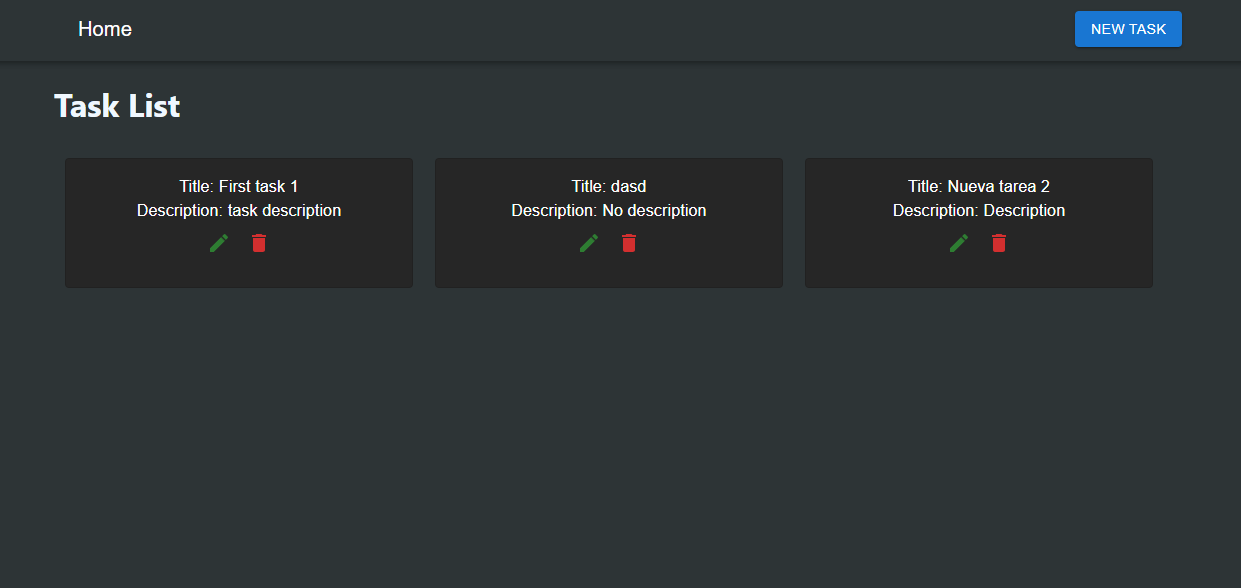 Home
NEW TASK
Task List
Title: First task 1
Description: task description
Title: dasd
Description: No description
Title: Nueva tarea 2
Description: Description